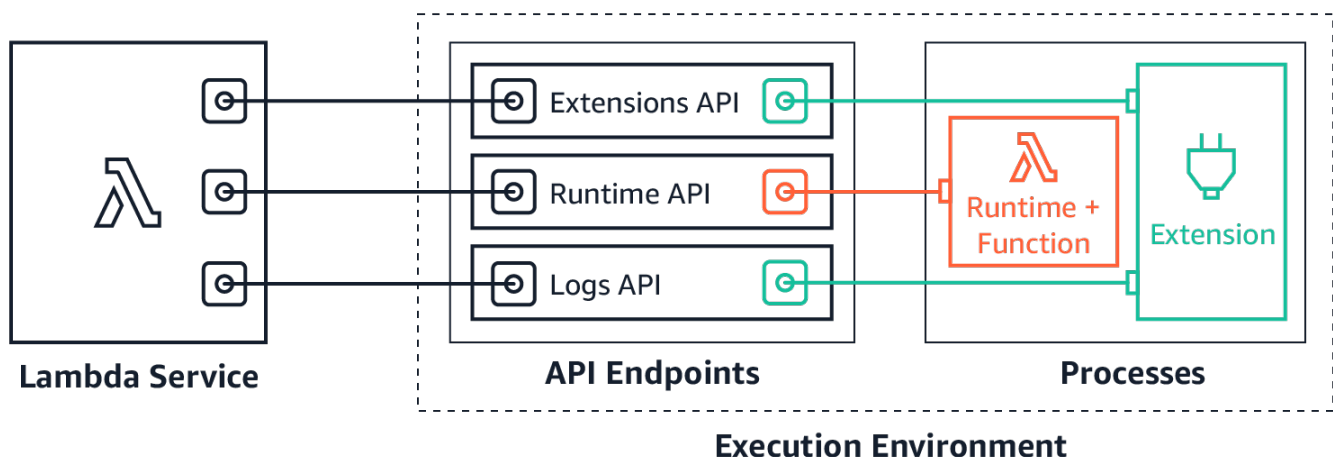 Extensions API
Runtime API
Logs API
Runtime +
Function
Extension
Lambda Service
API Endpoints
Processes
Execution Environment